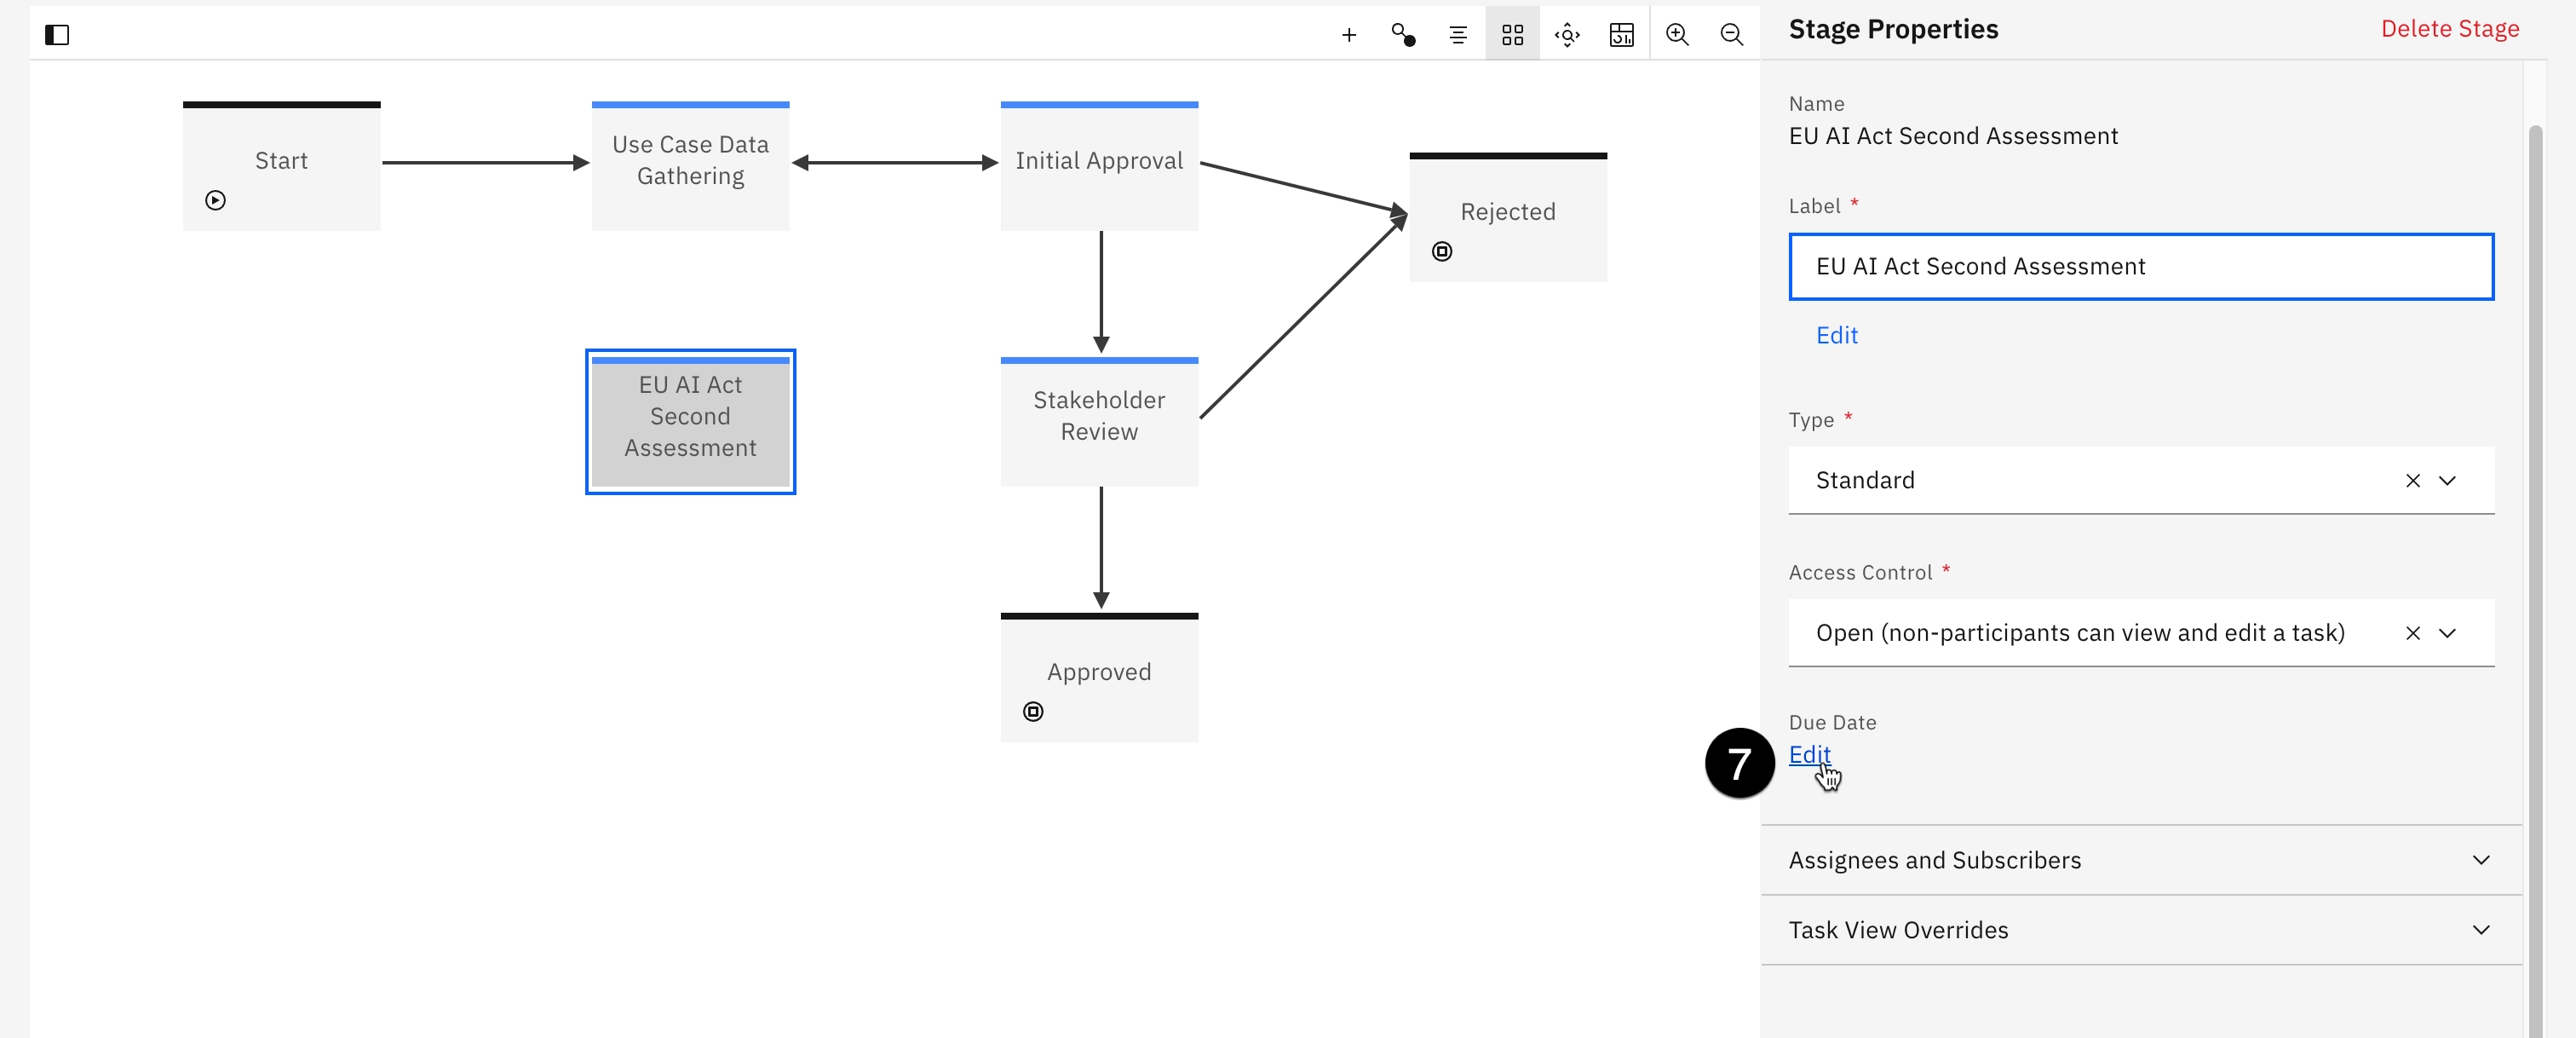 Stage Properties
Delete Stage
Start
Use Case Data
Gathering
Initial Approval
Rejected
EU AI Act
Second
Assessment
Stakeholder
Review
Approved
Name
EU AI Act Second Assessment
Label *
EU AI Act Second Assessment
Edit
Type *
Standard
Access Control *
Open (non-participants can view and edit a task)
Due Date
7
Edit
Assignees and Subscribers
Task View Overrides